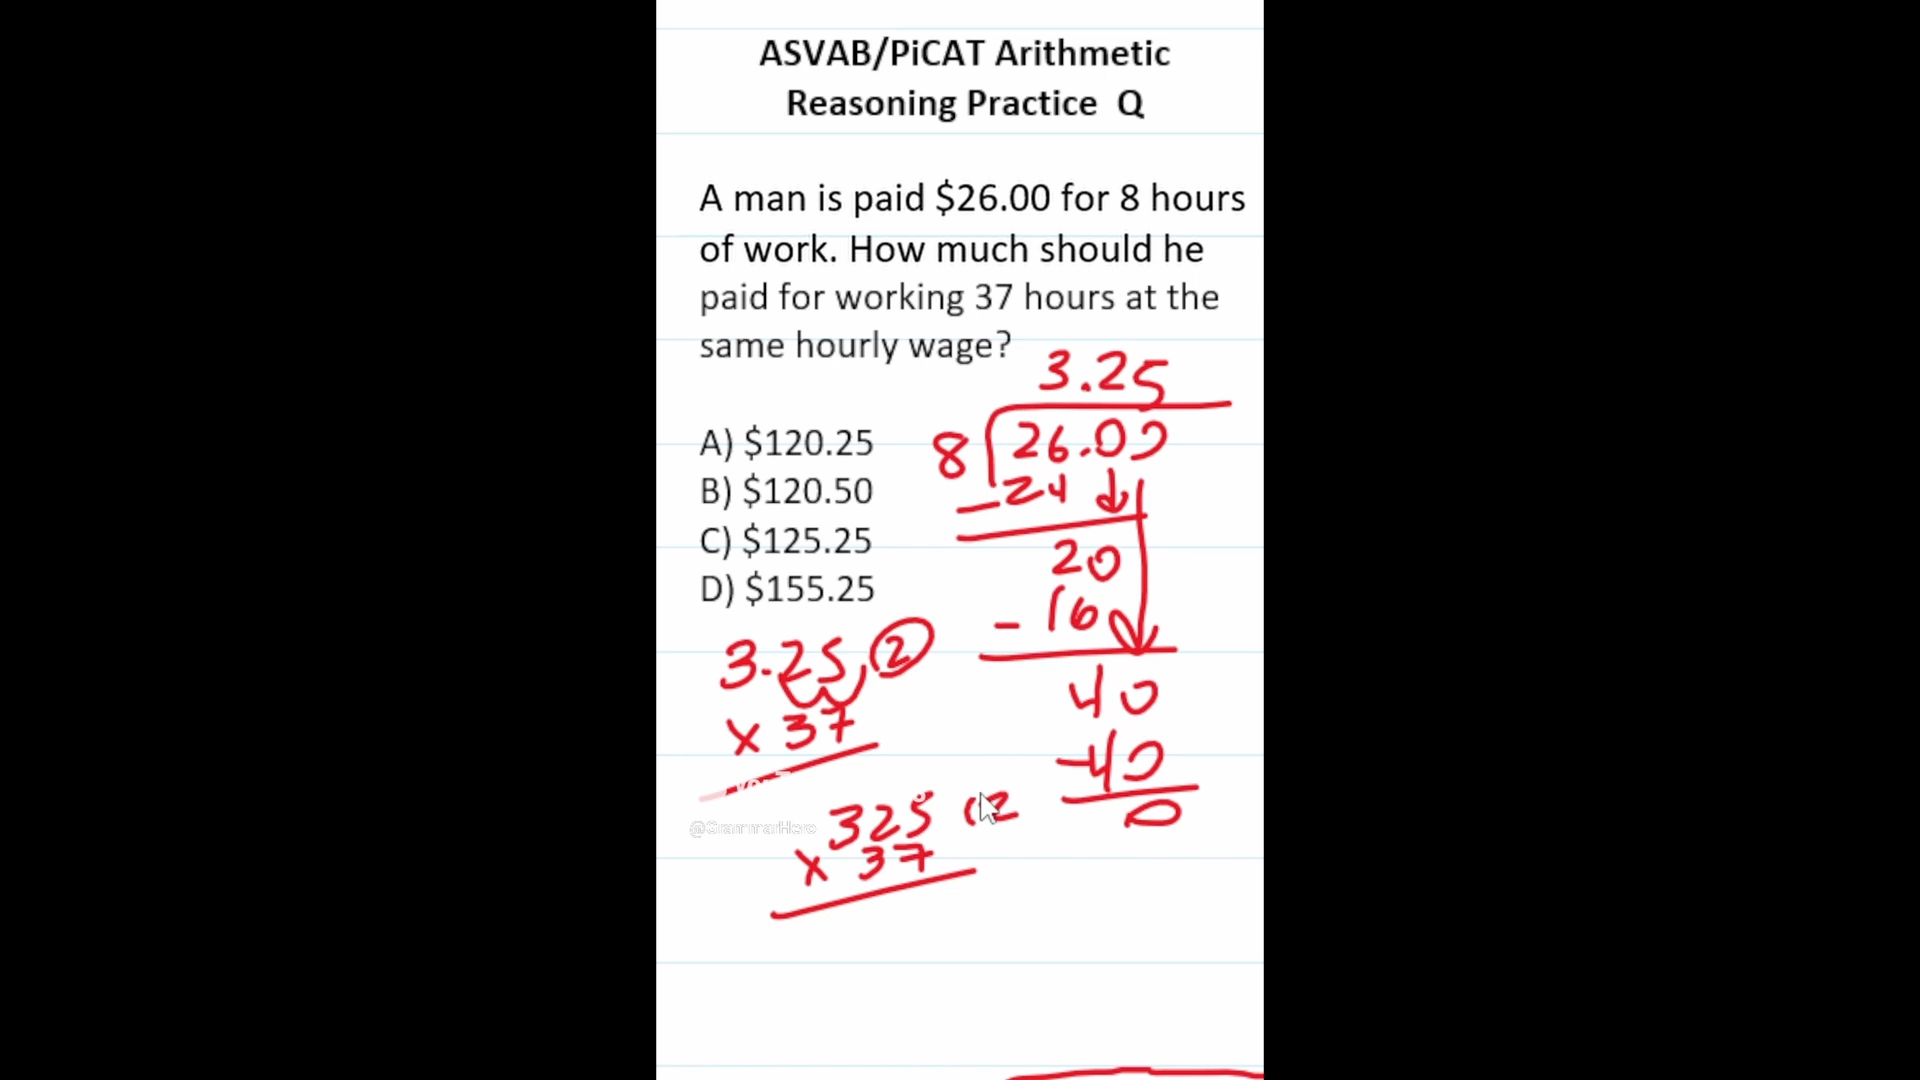 ASVAB/PiCAT Arithmetic
Reasoning Practice Q
A man is paid $26.00 for 8 hours
of work. How much should he
paid for working 37 hours at the
same hourly wage?
3.25
8 26.00
A) $120.25
- 24
B) $120.50
20
C) $125.25
- 16
D) $155.25
3.25 2
40
x 37
-40
0
325
x 37
@GrammarHero